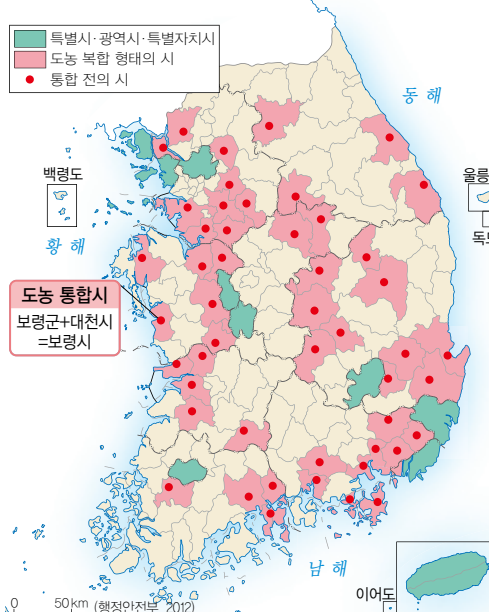 특별시·광역시·특별자치시
도농 복합 형태의 시
통합 전의 시
동 해
백령도
울릉
독도
황 해
도농 통합시
보령군+대천시
=보령시
남 해
이어도
0 50km (행정안전부, 2012)